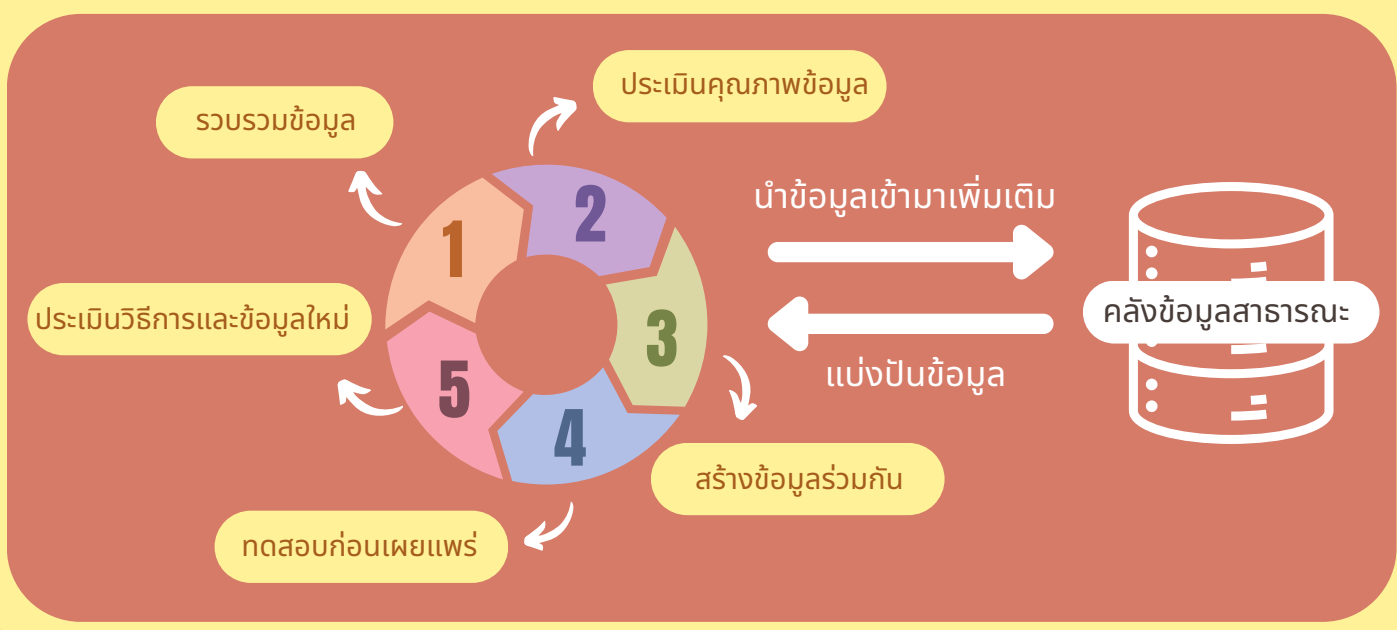 ประเมินคุณภาพข้อมูล
รวบรวมข้อมูล
นำข้อมูลเข้ามาเพิ่มเติม
1
2
3
4
5
ประเมินวิธีการและข้อมูลใหม่
คลังข้อมูลสาธารณะ
แบ่งปันข้อมูล
สร้างข้อมูลร่วมกัน
ทดสอบก่อนเผยแพร่